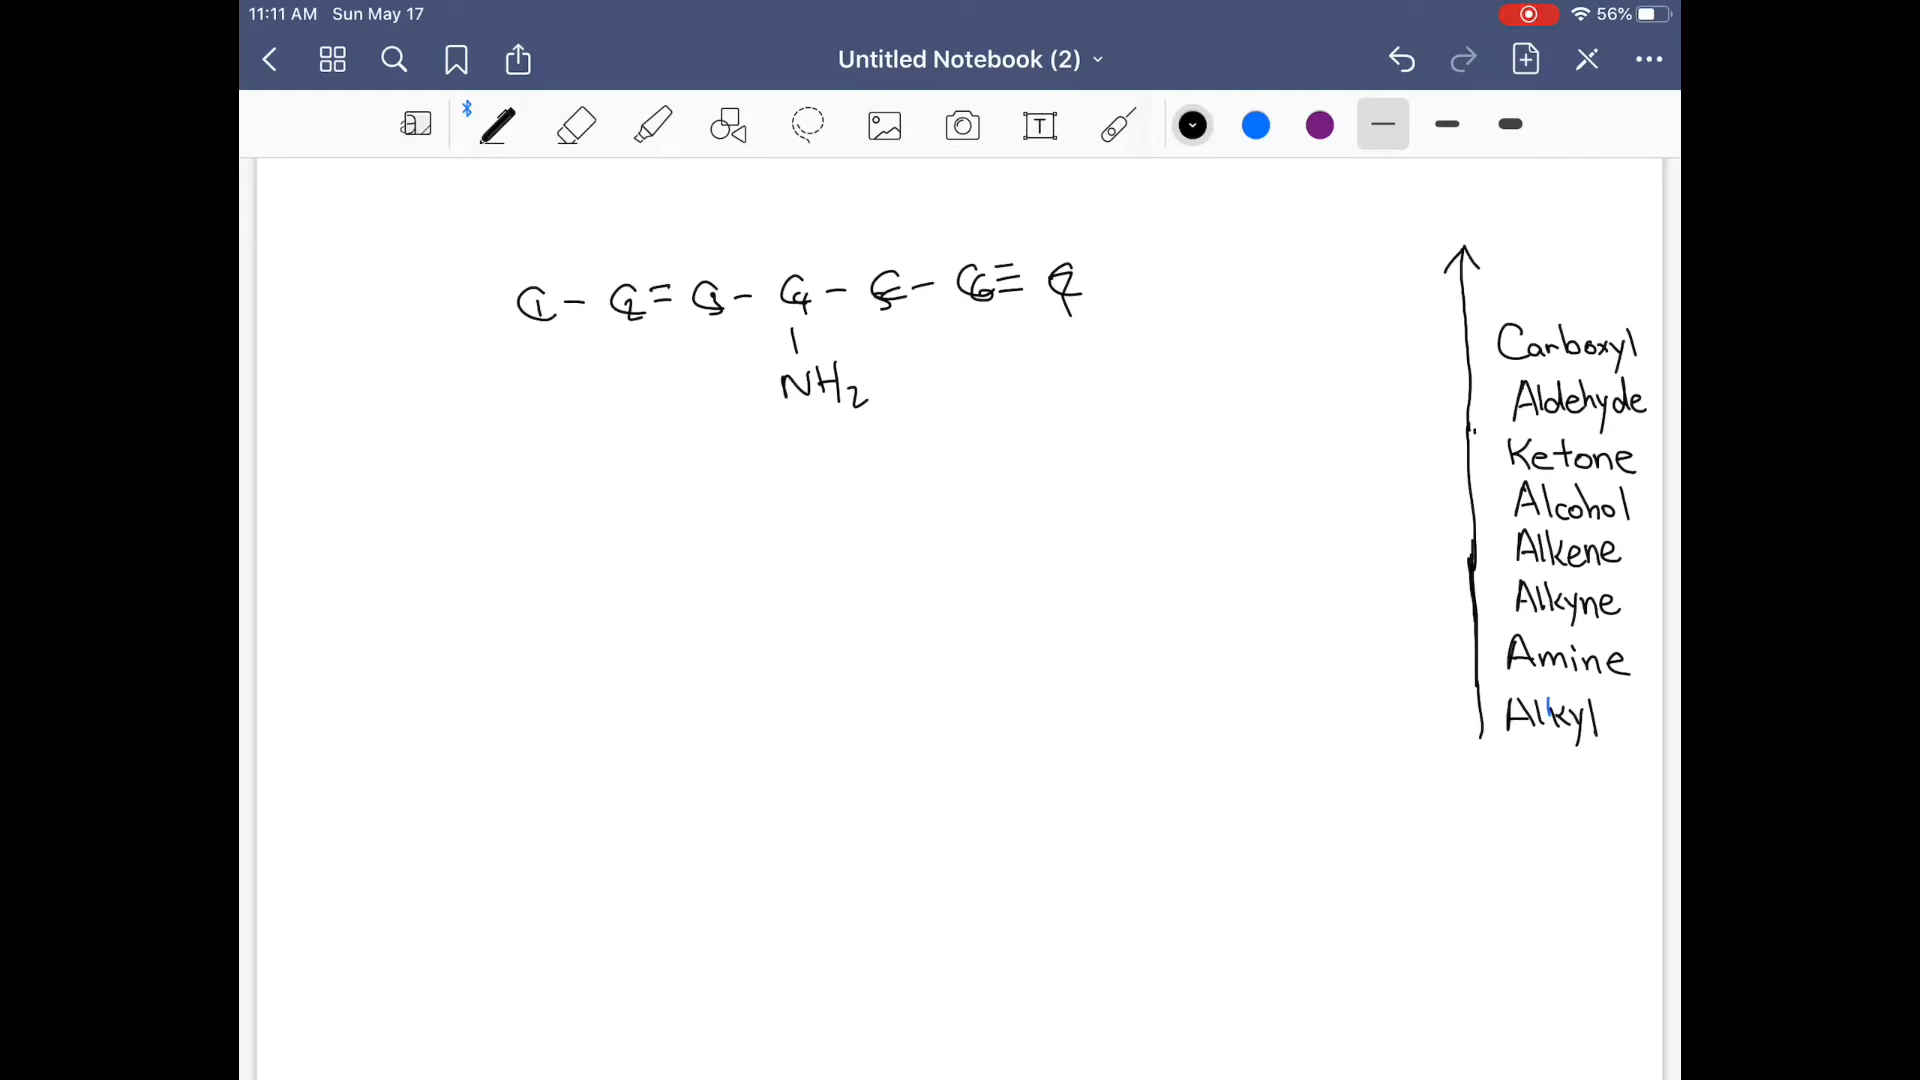 11:11 AM Sun May 17 56%
Untitled Notebook (2)
C1 - C2 = C3 - C4 - C5 - C6 ≡ C7
NH2
Carboxyl
Aldehyde
Ketone
Alcohol
Alkene
Alkyne
Amine
Alkyl